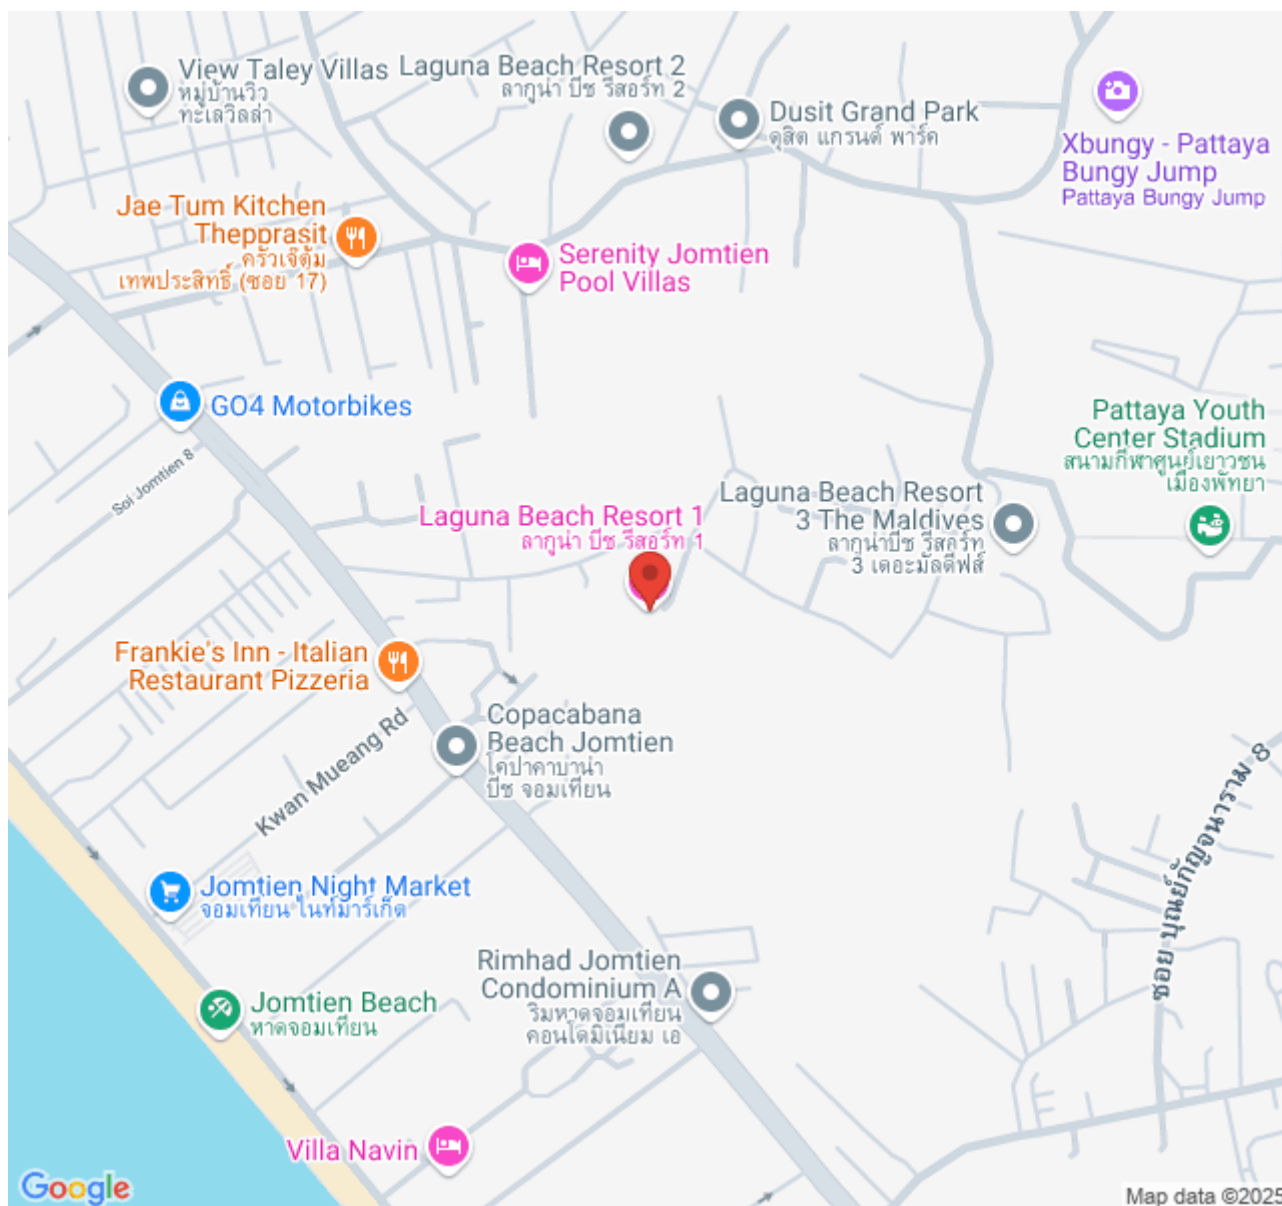 View Taley Villas
หมู่บ้านวิว
ทะเลวิลล่า
Laguna Beach Resort 2
ลากูน่า บีช รีสอร์ท 2
Dusit Grand Park
ดุสิต แกรนด์ พาร์ค
Xbungy - Pattaya
Bungy Jump
Pattaya Bungy Jump
Jae Tum Kitchen
Thepprasit
ครัวเจ๊ตุ้ม
เทพประสิทธิ์ (ซอย 17)
Serenity Jomtien
Pool Villas
GO4 Motorbikes
Soi Jomtien 8
Pattaya Youth
Center Stadium
สนามกีฬาศูนย์เยาวชน
เมืองพัทยา
Laguna Beach Resort
3 The Maldives
ลากูน่าบีช รีสอร์ท
3 เดอะมัลดีฟส์
Laguna Beach Resort 1
ลากูน่า บีช รีสอร์ท 1
Frankie's Inn - Italian
Restaurant Pizzeria
Kwan Mueang Rd
Copacabana
Beach Jomtien
โคปาคาบาน่า
บีช จอมเทียน
ซอย บุณย์กัญจนาราม 8
Jomtien Night Market
จอมเทียน ไนท์มาร์เก็ต
Rimhad Jomtien
Condominium A
ริมหาดจอมเทียน
คอนโดมิเนียม เอ
Jomtien Beach
หาดจอมเทียน
Villa Navin
Google
Map data ©2025